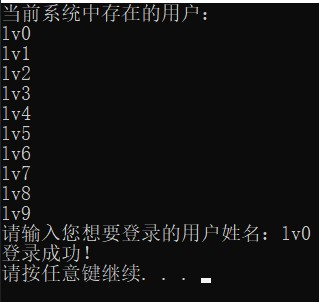 当前系统中存在的用户：
lv0
lv1
lv2
lv3
lv4
lv5
lv6
lv7
lv8
lv9
请输入您想要登录的用户姓名：lv0
登录成功！
请按任意键继续. . .